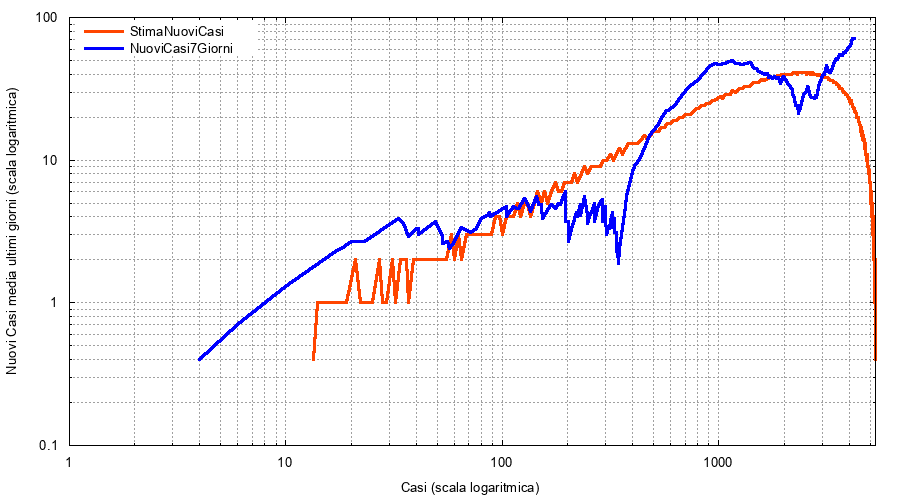 100
StimaNuoviCasi
NuoviCasi7Giorni
10
1
0.1
1
10
100
1000
Nuovi Casi media ultimi giorni (scala logaritmica)
Casi (scala logaritmica)